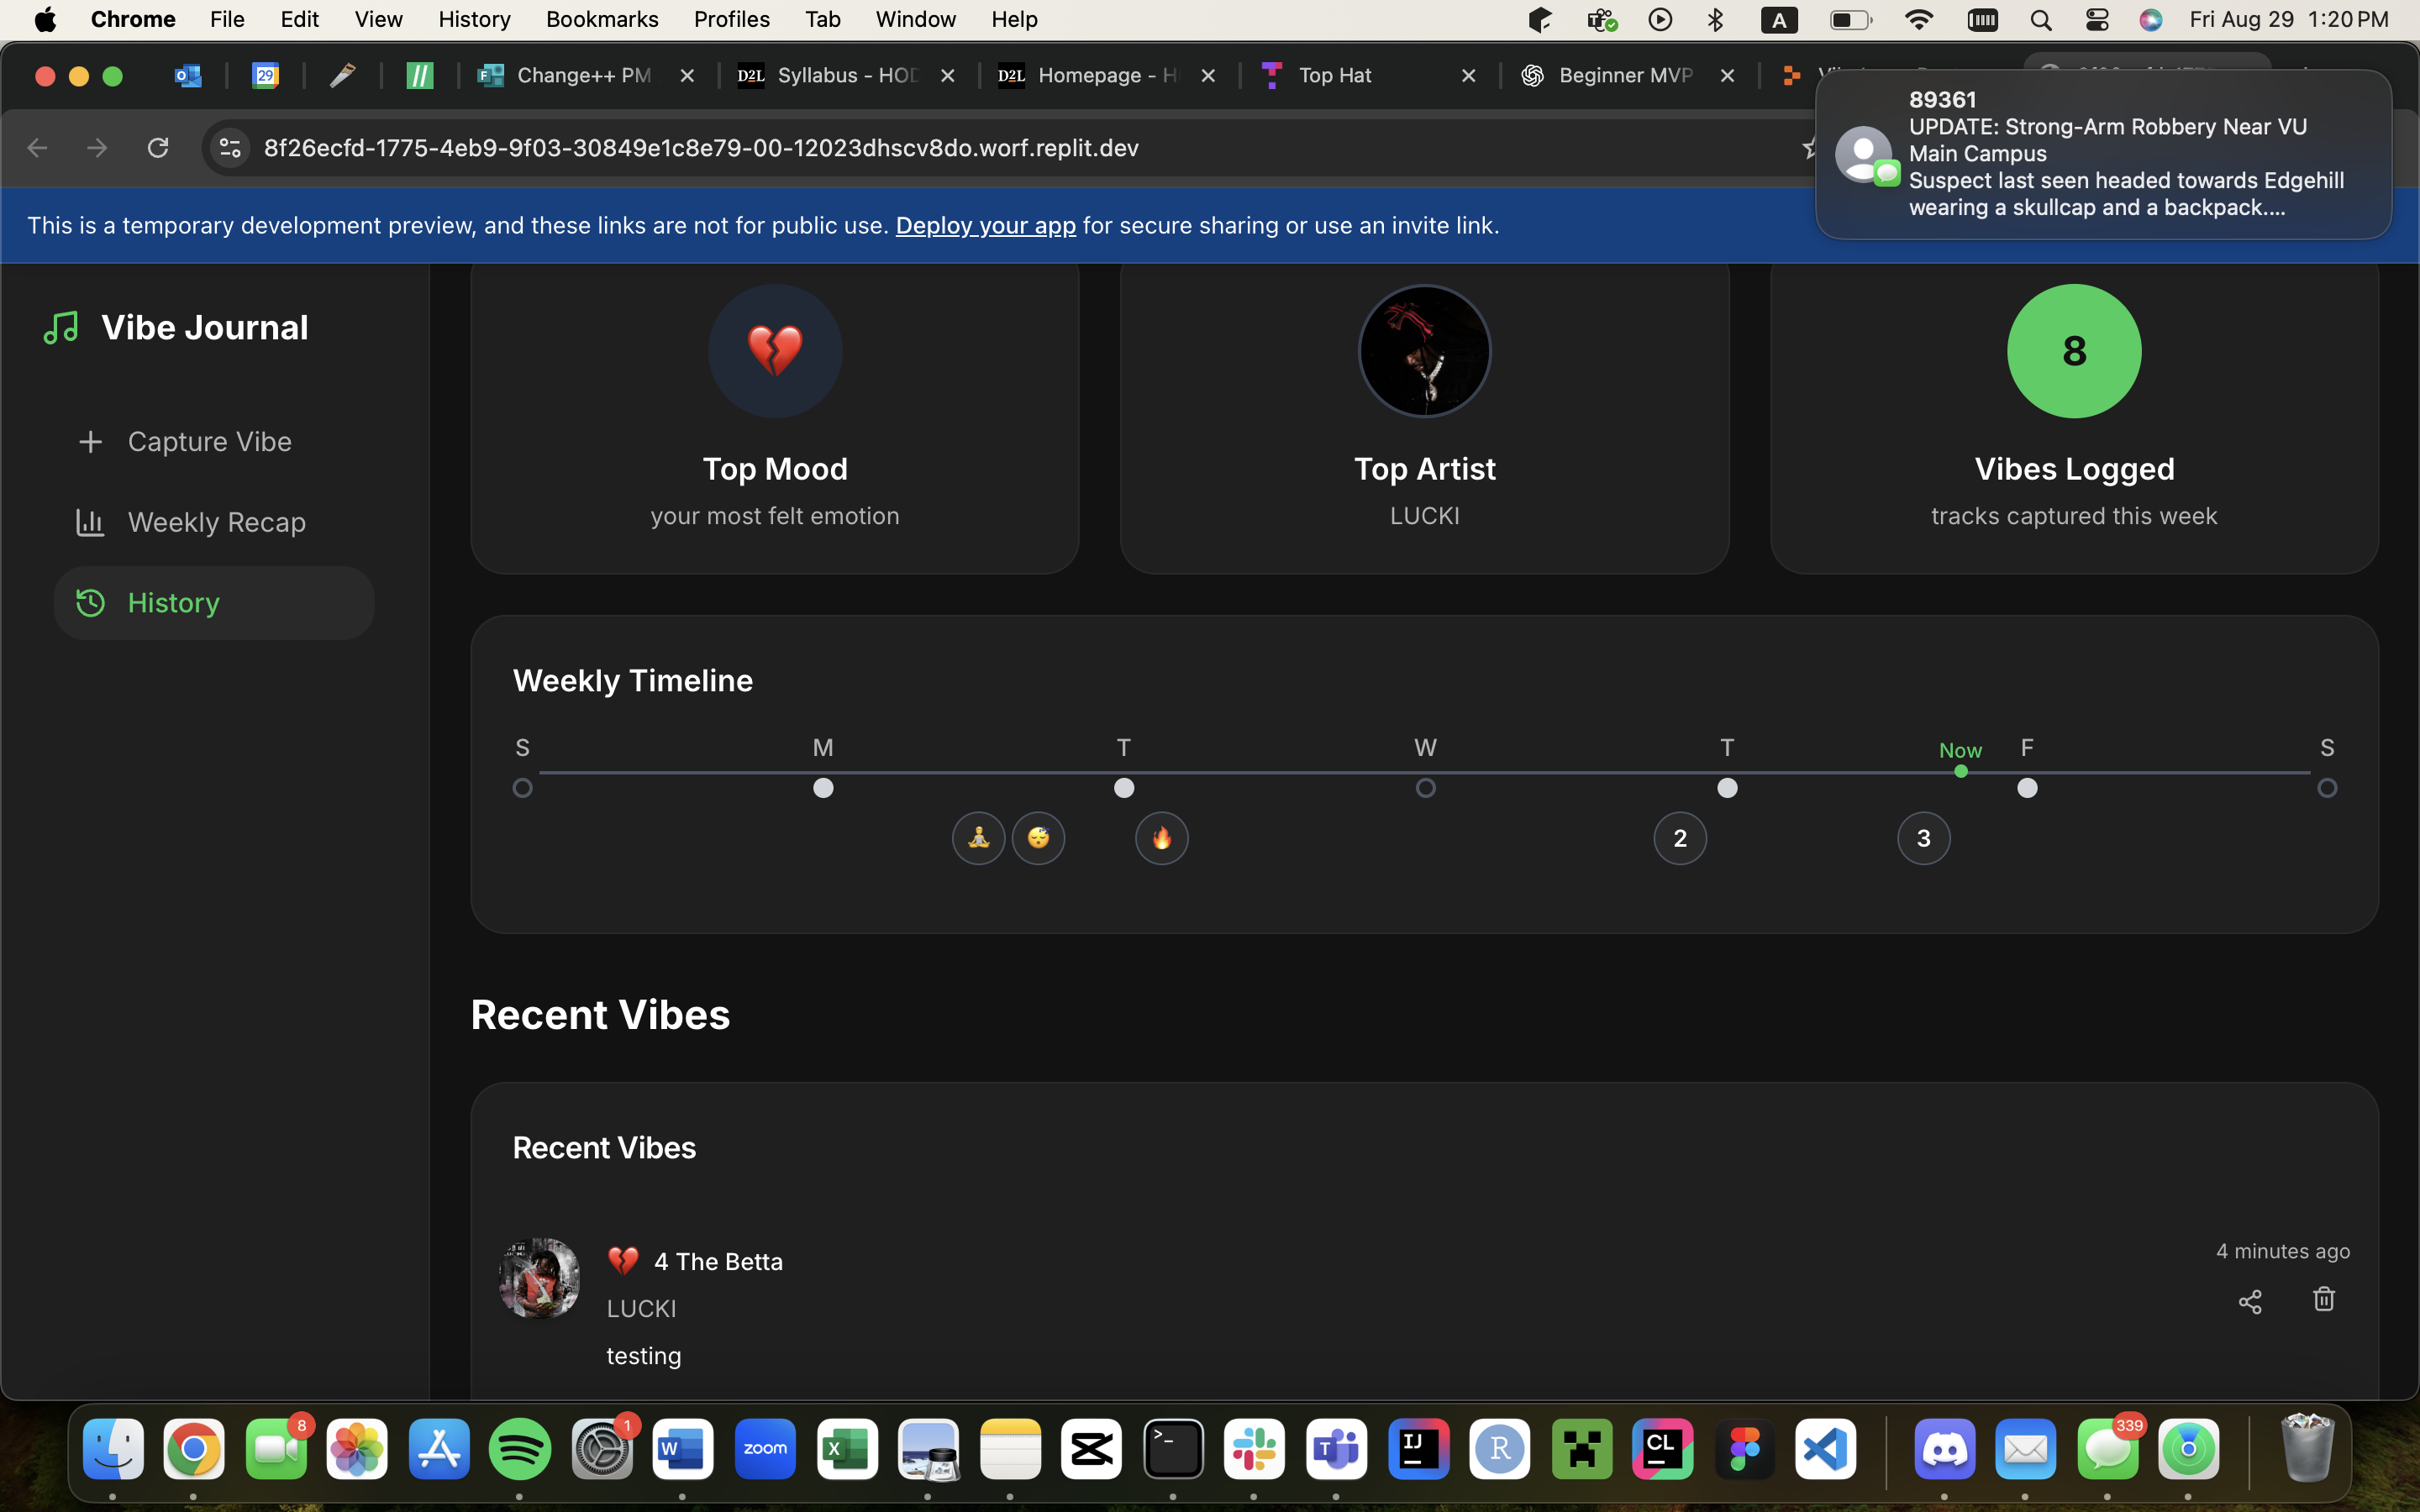 Chrome File Edit View History Bookmarks Profiles Tab Window Help
A
Fri Aug 29 1:20 PM
29
Change++ PM
D2L Syllabus - HOD
D2L Homepage - H
Top Hat
Beginner MVP
8f26ecfd-1775-4eb9-9f03-30849e1c8e79-00-12023dhscv8do.worf.replit.dev
89361
UPDATE: Strong-Arm Robbery Near VU
Main Campus
Suspect last seen headed towards Edgehill
wearing a skullcap and a backpack....
This is a temporary development preview, and these links are not for public use. Deploy your app for secure sharing or use an invite link.
Vibe Journal
Capture Vibe
Weekly Recap
History
Top Mood
your most felt emotion
Top Artist
LUCKI
8
Vibes Logged
tracks captured this week
Weekly Timeline
S M T W T Now F S
2 3
Recent Vibes
Recent Vibes
4 The Betta
LUCKI
testing
4 minutes ago
8
1
W
zoom
X
T
IJ
R
CL
339